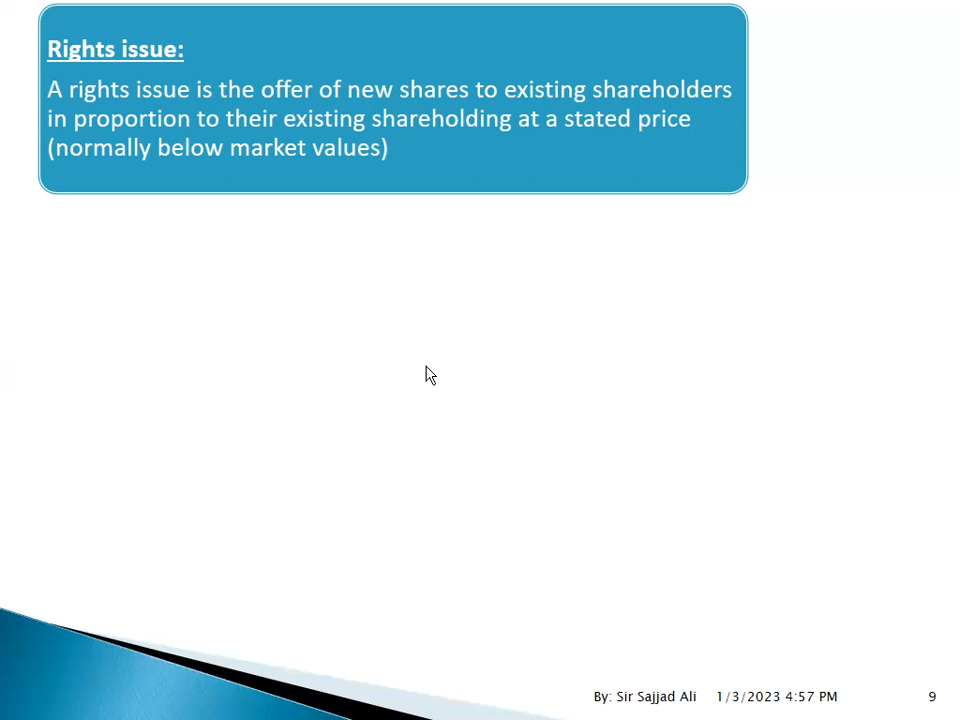 Rights issue:
A rights issue is the offer of new shares to existing shareholders
in proportion to their existing shareholding at a stated price
(normally below market values)
By: Sir Sajjad Ali 1/3/2023 4:57 PM 9